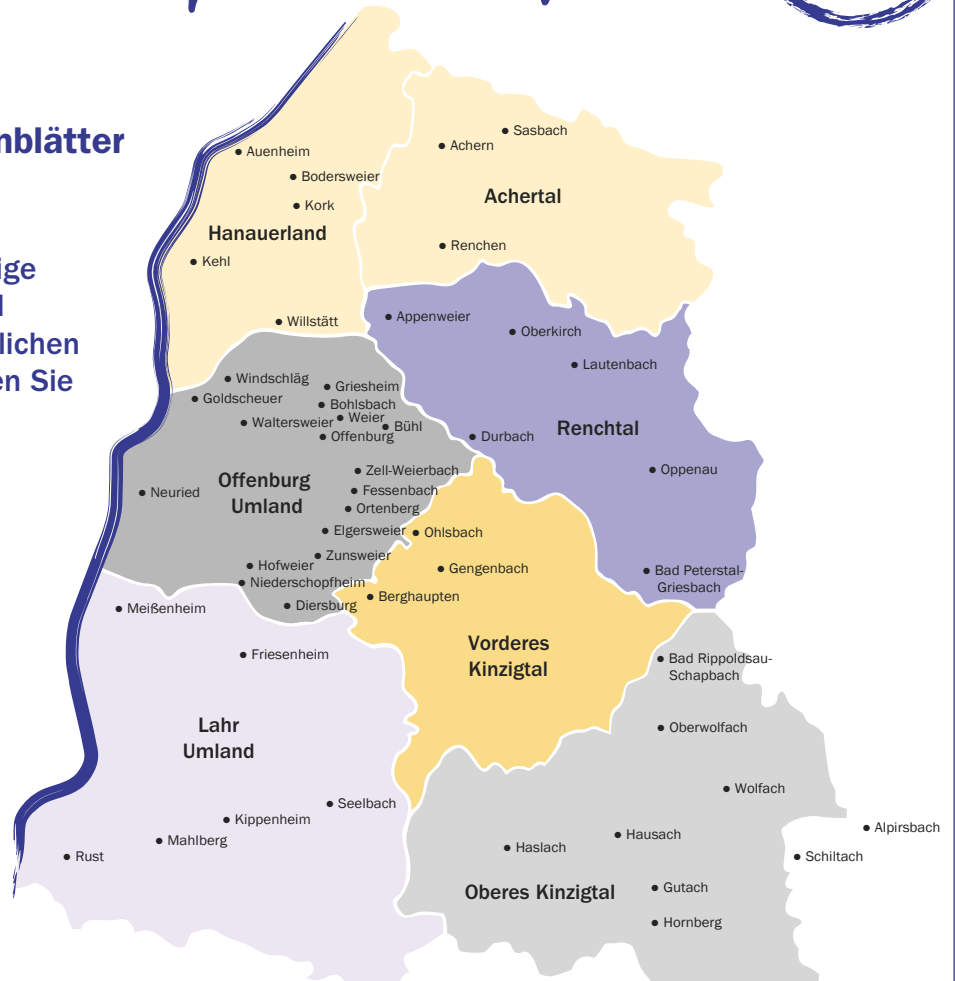 nblätter
ige
lichen
en Sie
Sasbach
Achern
Auenheim
Bodersweier
Achertal
Kork
Hanauerland
Renchen
Kehl
Appenweier
Willstätt
Oberkirch
Lautenbach
Windschläg
Griesheim
Goldscheuer
Bohlsbach
Weier
Waltersweier
Bühl
Offenburg
Durbach
Renchtal
Zell-Weierbach
Oppenau
Offenburg
Umland
Neuried
Fessenbach
Ortenberg
Elgersweier
Ohlsbach
Zunsweier
Hofweier
Gengenbach
Bad Peterstal-
Griesbach
Niederschopfheim
Berghaupten
Meißenheim
Diersburg
Vorderes
Kinzigtal
Friesenheim
Bad Rippoldsau-
Schapbach
Lahr
Umland
Oberwolfach
Wolfach
Seelbach
Kippenheim
Alpirsbach
Hausach
Mahlberg
Haslach
Rust
Schiltach
Oberes Kinzigtal
Gutach
Hornberg